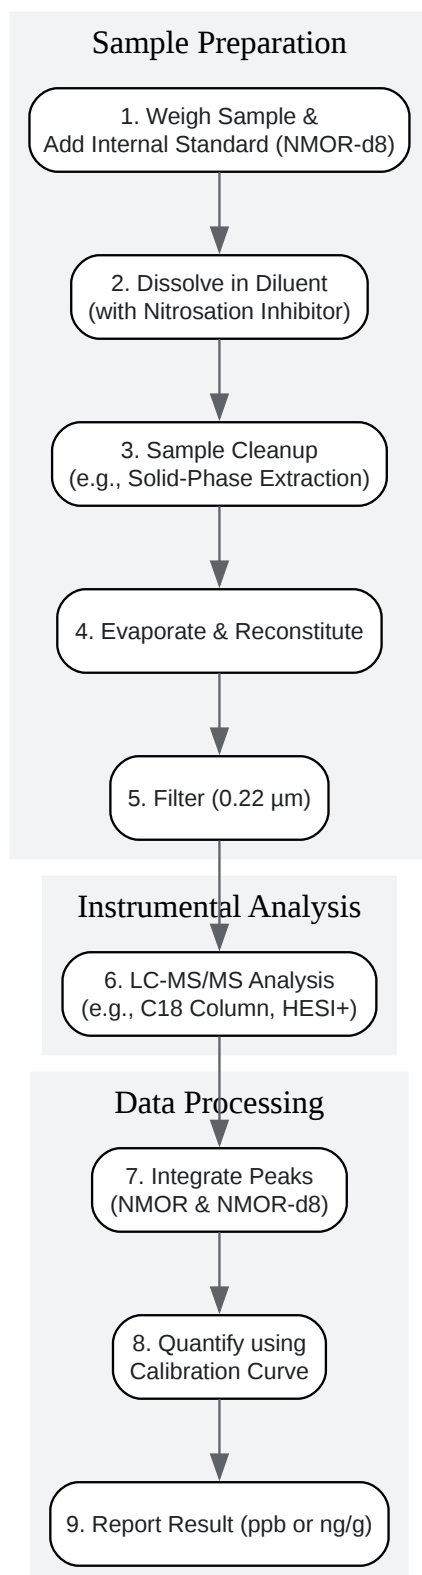 Sample Preparation
1. Weigh Sample &
Add Internal Standard (NMOR-d8)
2. Dissolve in Diluent
(with Nitrosation Inhibitor)
3. Sample Cleanup
(e.g., Solid-Phase Extraction)
4. Evaporate & Reconstitute
5. Filter (0.22 µm)
Instrumental Analysis
6. LC-MS/MS Analysis
(e.g., C18 Column, HESI+)
Data Processing
7. Integrate Peaks
(NMOR & NMOR-d8)
8. Quantify using
Calibration Curve
9. Report Result (ppb or ng/g)